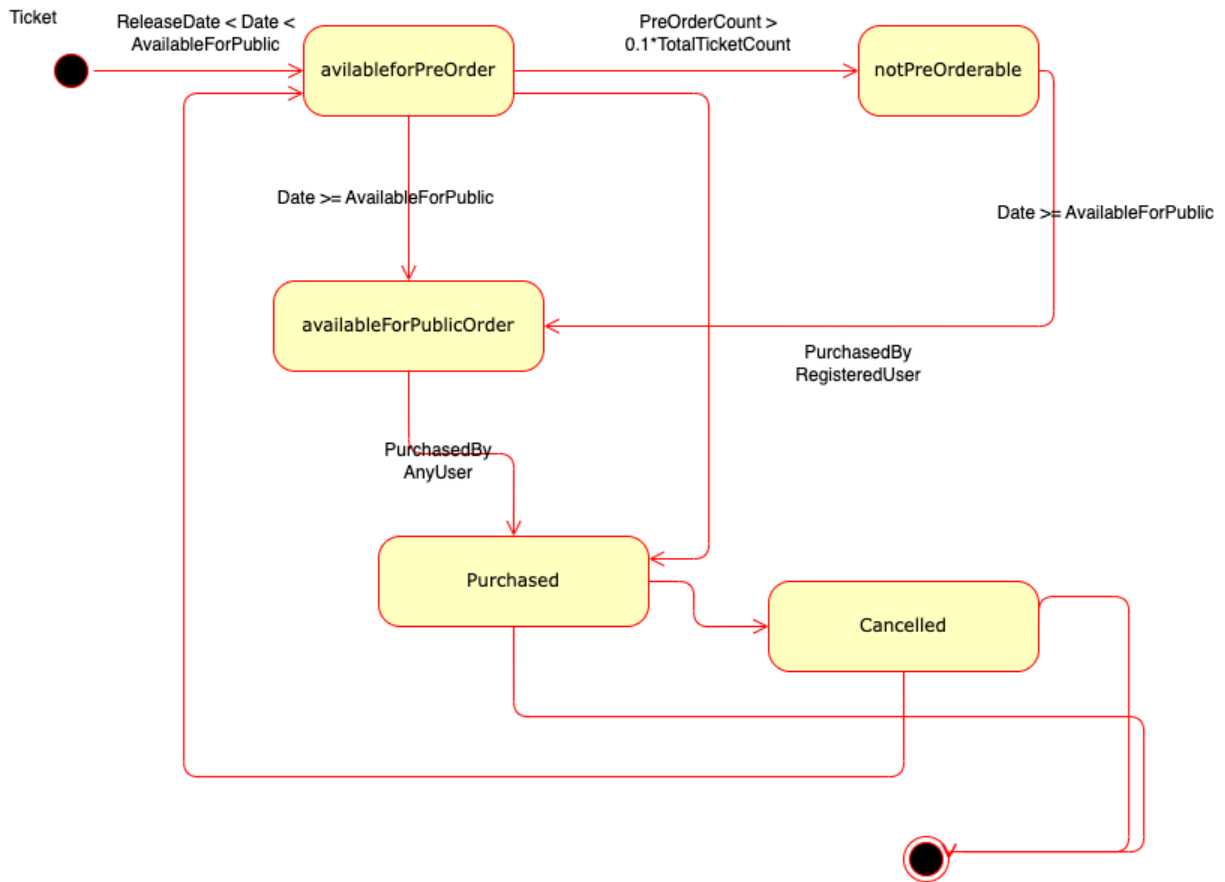 Ticket
ReleaseDate < Date <
AvailableForPublic
PreOrderCount >
0.1*TotalTicketCount
avilableforPreOrder
notPreOrderable
Date >= AvailableForPublic
Date >= AvailableForPublic
availableForPublicOrder
PurchasedBy
RegisteredUser
PurchasedBy
AnyUser
Purchased
Cancelled